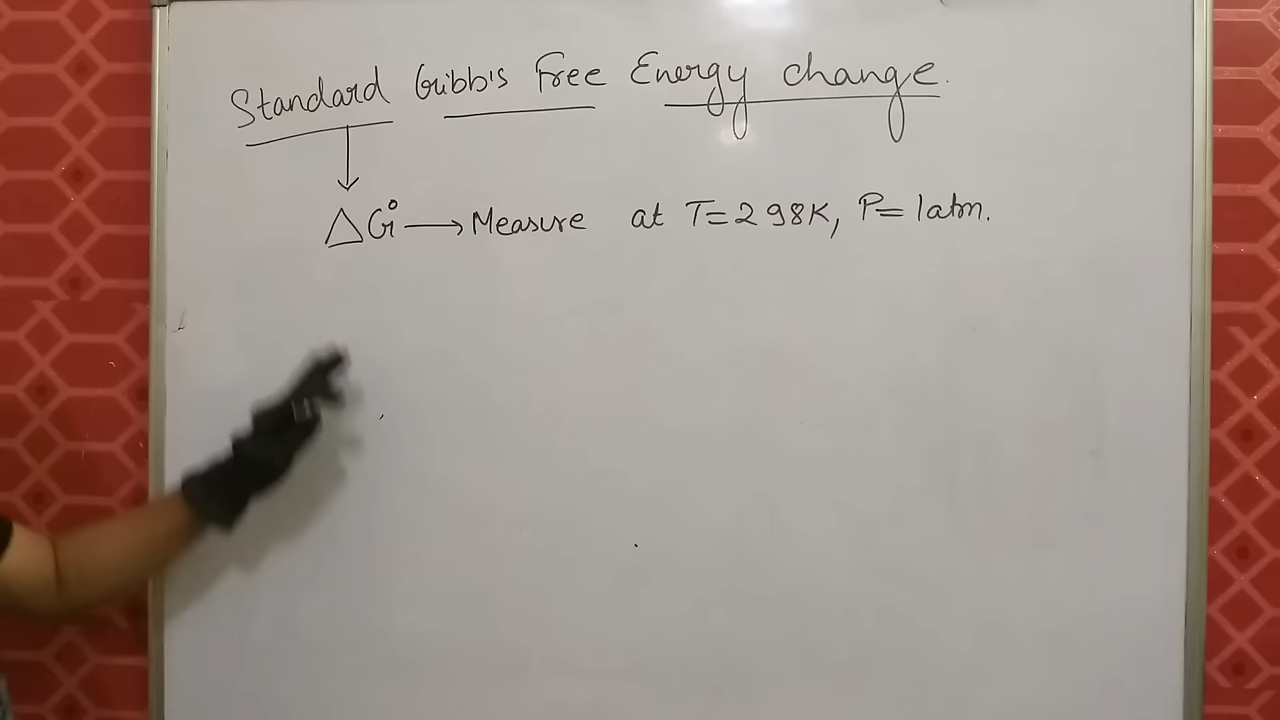 Standard Gibb's Free Energy change.
ΔG° → Measure at T=298K, P=1atm.